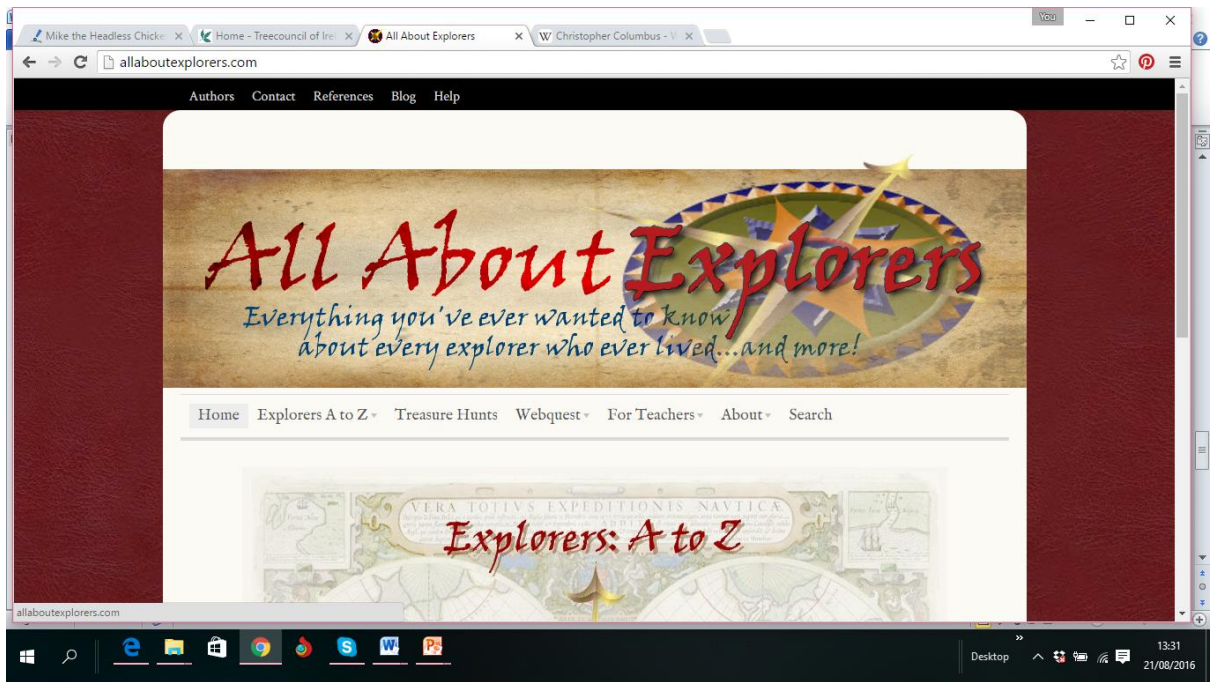 You
Mike the Headless Chicke
Home - Treecouncil of Ire
All About Explorers
Christopher Columbus - W
allaboutexplorers.com
Authors Contact References Blog Help
All About Explorers
Everything you've ever wanted to know
about every explorer who ever lived...and more!
Home Explorers A to Z Treasure Hunts Webquest For Teachers About Search
VERA TOTIVS EXPEDITIONIS NAVTICÆ
Explorers: A to Z
allaboutexplorers.com
Desktop
13:31
21/08/2016